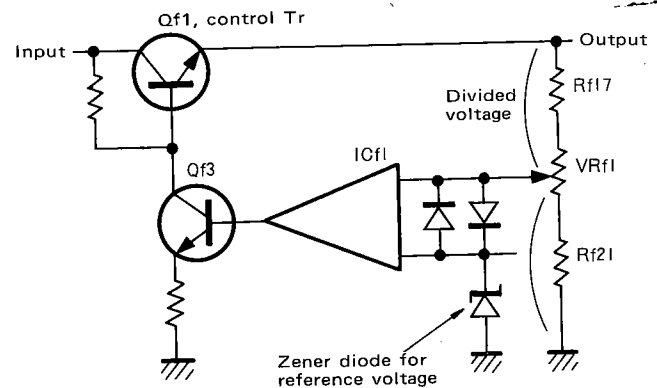 Qf1, control Tr
Input
Output
Divided
voltage
Rf17
ICf1
VRf1
Qf3
Rf21
Zener diode for
reference voltage